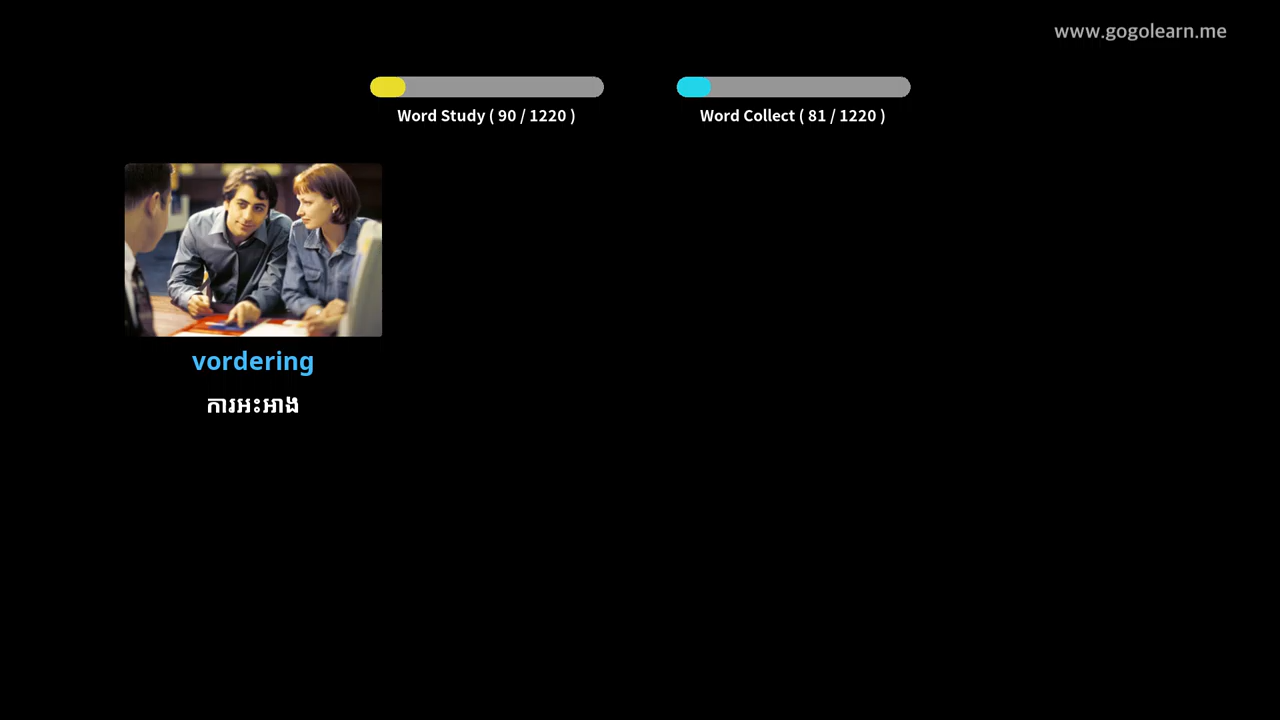 www.gogolearn.me
Word Study ( 90 / 1220 )
Word Collect ( 81 / 1220 )
vordering
ការអះអាង